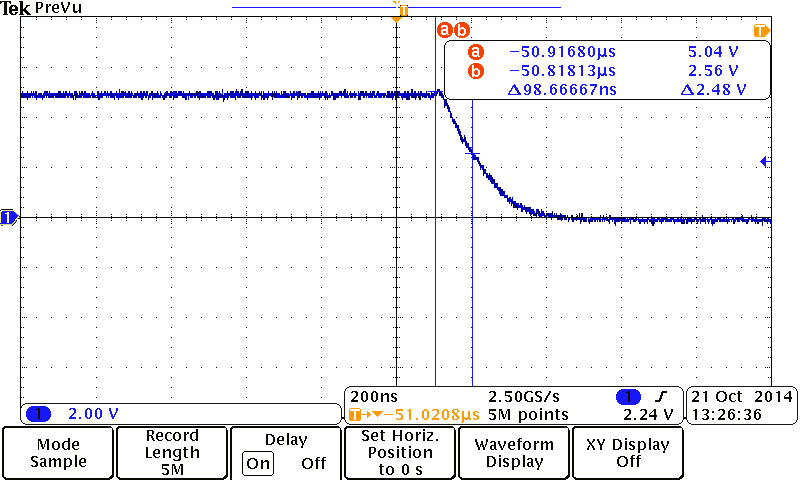 Tek PreVu
T
a b
T
a −50.91680µs 5.04 V
b −50.81813µs 2.56 V
Δ98.66667ns Δ2.48 V
1
1 2.00 V
200ns 2.50GS/s 1
T→▼−51.0208µs 5M points 2.24 V
21 Oct 2014
13:26:36
Mode
Sample
Record
Length
5M
Delay
On Off
Set Horiz.
Position
to 0 s
Waveform
Display
XY Display
Off